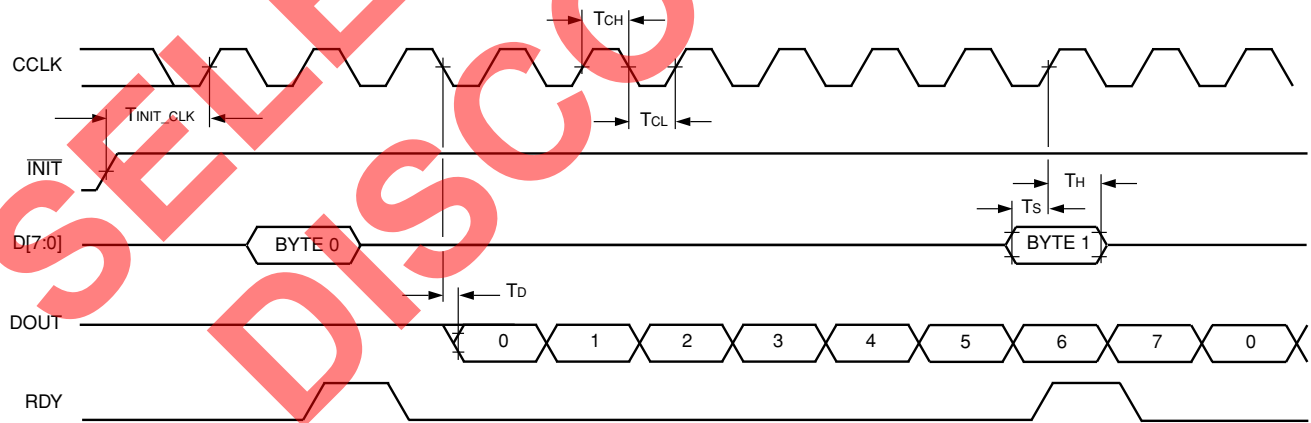 TCH
CCLK
TINIT_CLK
TCL
INIT
TH
TS
D[7:0]
BYTE 0
BYTE 1
TD
DOUT
0 1 2 3 4 5 6 7 0
RDY
SELE
DISCO